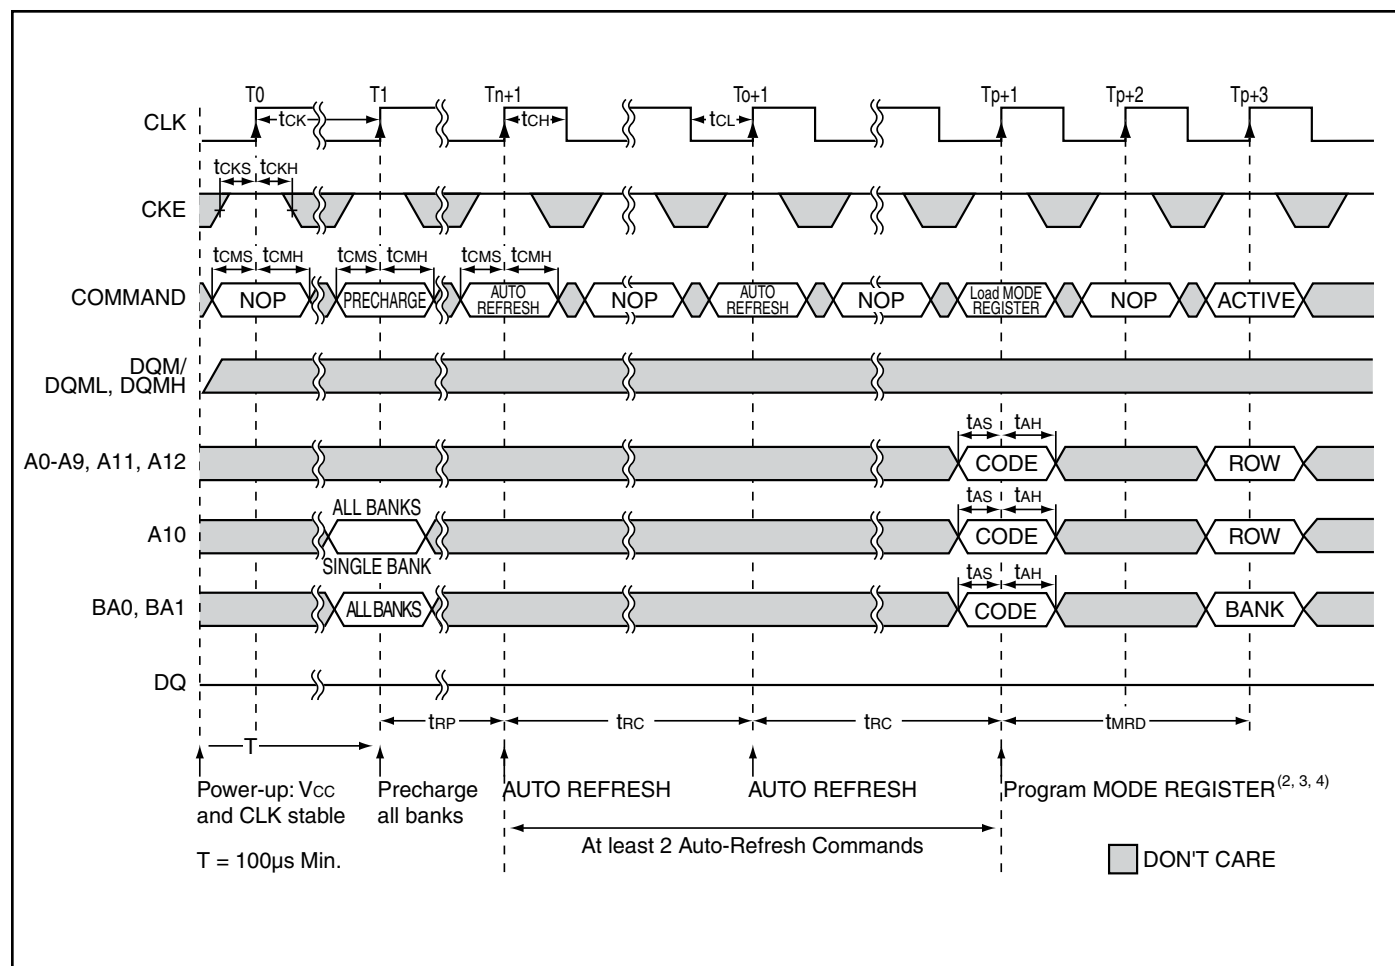 T0 T1 Tn+1 To+1 Tp+1 Tp+2 Tp+3
CLK tCK tCH tCL
tCKS tCKH
CKE
tCMS tCMH tCMS tCMH tCMS tCMH
COMMAND NOP PRECHARGE AUTO REFRESH NOP AUTO REFRESH NOP Load MODE REGISTER NOP ACTIVE
DQM/
DQML, DQMH
tAS tAH
A0-A9, A11, A12 CODE ROW
ALL BANKS tAS tAH
A10 CODE ROW
SINGLE BANK
tAS tAH
BA0, BA1 ALL BANKS CODE BANK
DQ
tRP tRC tRC tMRD
T
Power-up: VCC Precharge AUTO REFRESH AUTO REFRESH Program MODE REGISTER(2, 3, 4)
and CLK stable all banks
At least 2 Auto-Refresh Commands
T = 100µs Min. DON'T CARE